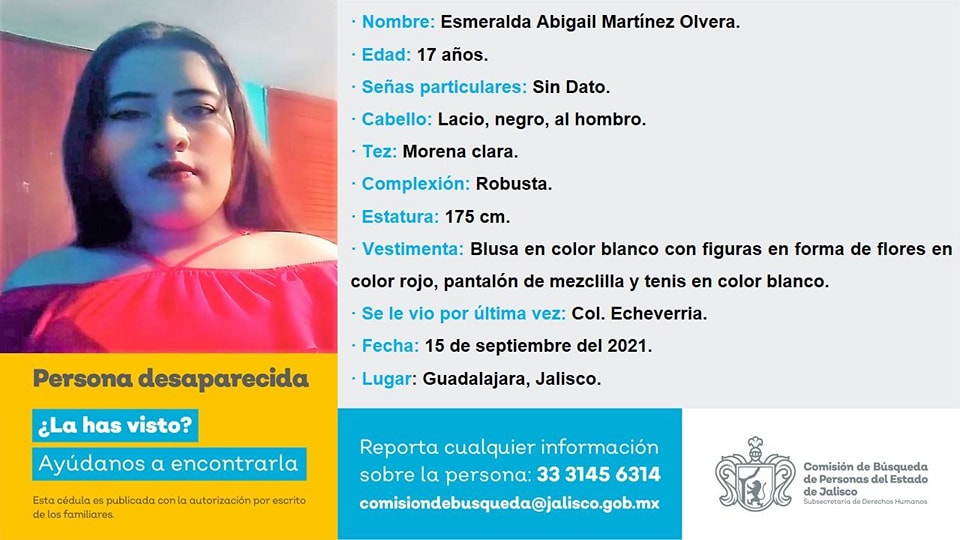 · Nombre: Esmeralda Abigail Martínez Olvera.
· Edad: 17 años.
· Señas particulares: Sin Dato.
· Cabello: Lacio, negro, al hombro.
· Tez: Morena clara.
· Complexión: Robusta.
· Estatura: 175 cm.
· Vestimenta: Blusa en color blanco con figuras en forma de flores en
color rojo, pantalón de mezclilla y tenis en color blanco.
· Se le vio por última vez: Col. Echeverria.
· Fecha: 15 de septiembre del 2021.
· Lugar: Guadalajara, Jalisco.
Persona desaparecida
¿La has visto?
Ayúdanos a encontrarla
Esta cédula es publicada con la autorización por escrito
de los familiares.
Reporta cualquier información
sobre la persona: 33 3145 6314
comisiondebusqueda@jalisco.gob.mx
Comisión de Búsqueda
de Personas del Estado
de Jalisco
Subsecretaría de Derechos Humanos